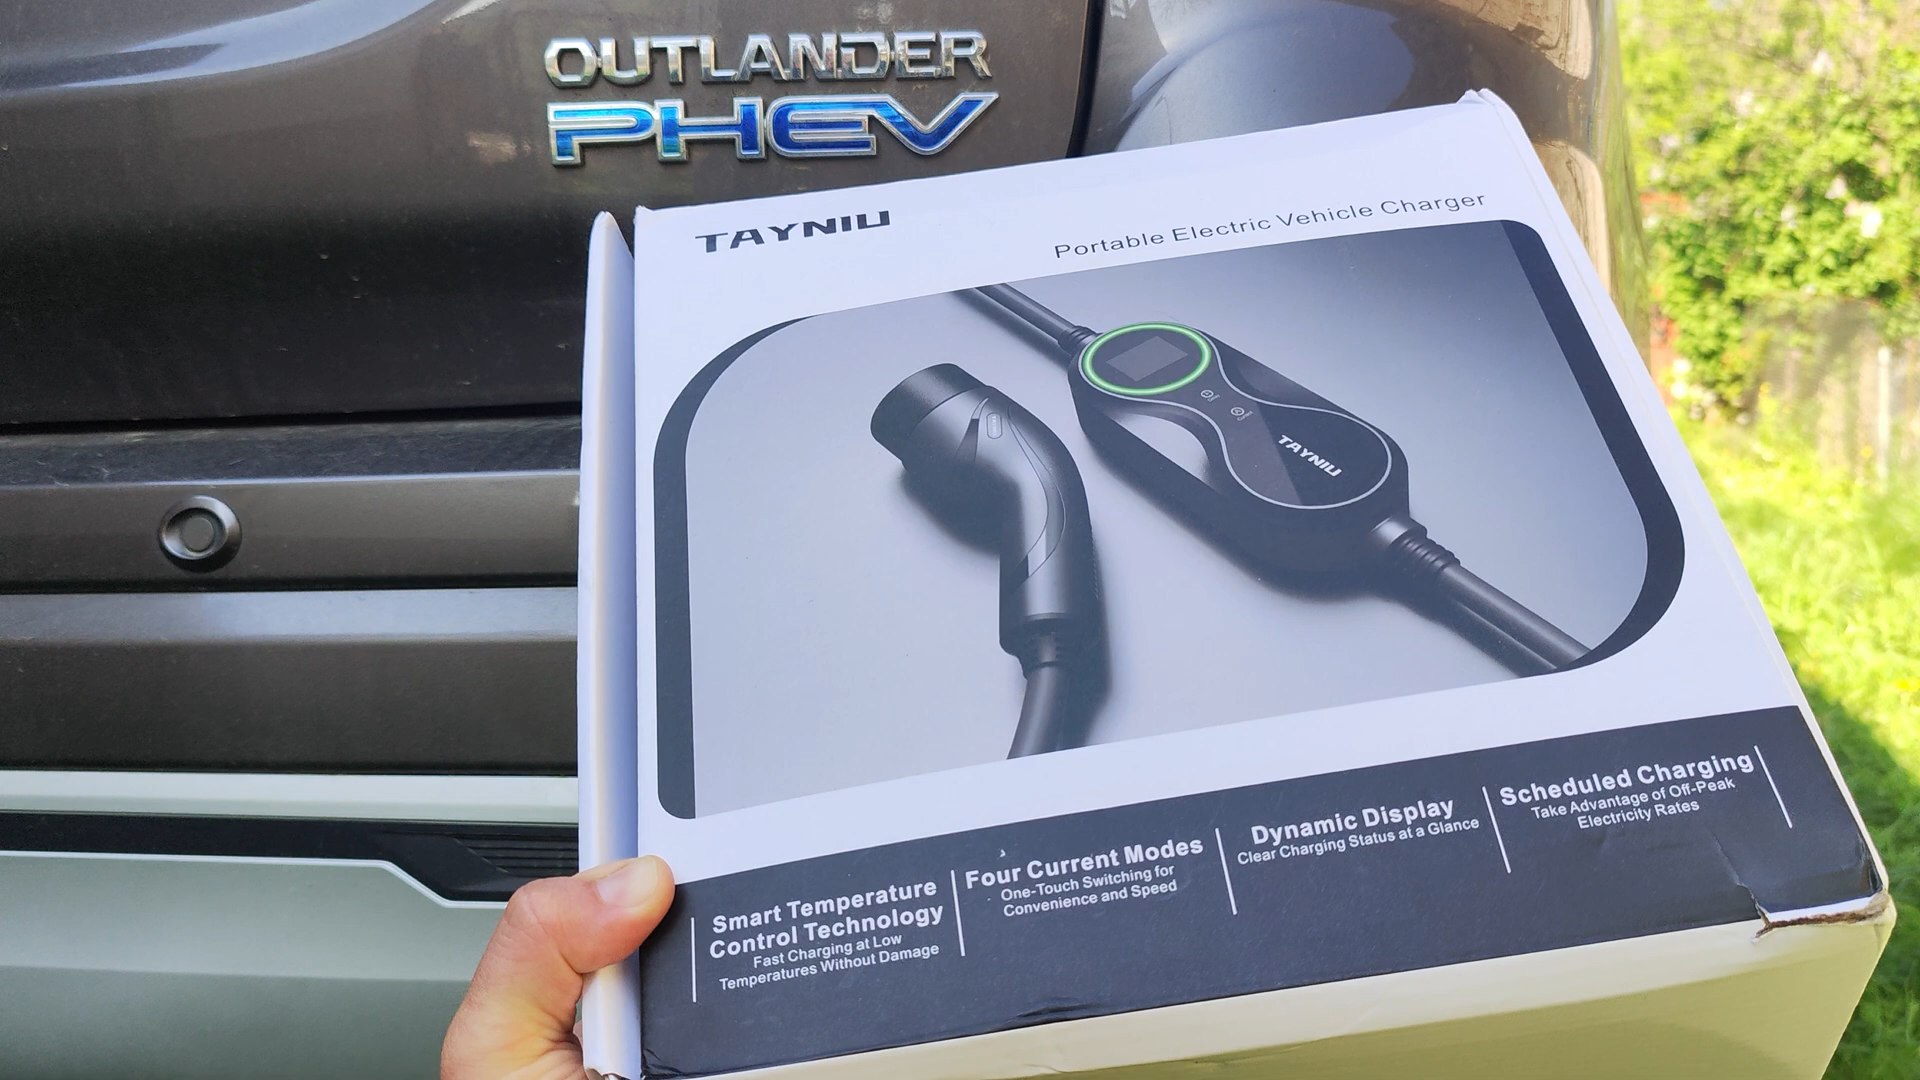 OUTLANDER
PHEV
TAYNIU
Portable Electric Vehicle Charger
TAYNIU
Smart Temperature
Control Technology
Fast Charging at Low
Temperatures Without Damage
Four Current Modes
One-Touch Switching for
Convenience and Speed
Dynamic Display
Clear Charging Status at a Glance
Scheduled Charging
Take Advantage of Off-Peak
Electricity Rates